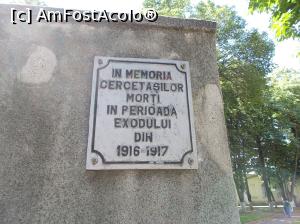 [c] AmFostAcolo®
IN MEMORIA
CERCETAȘILOR
MORȚI
IN PERIOADA
EXODULUI
DIN
1916-1917